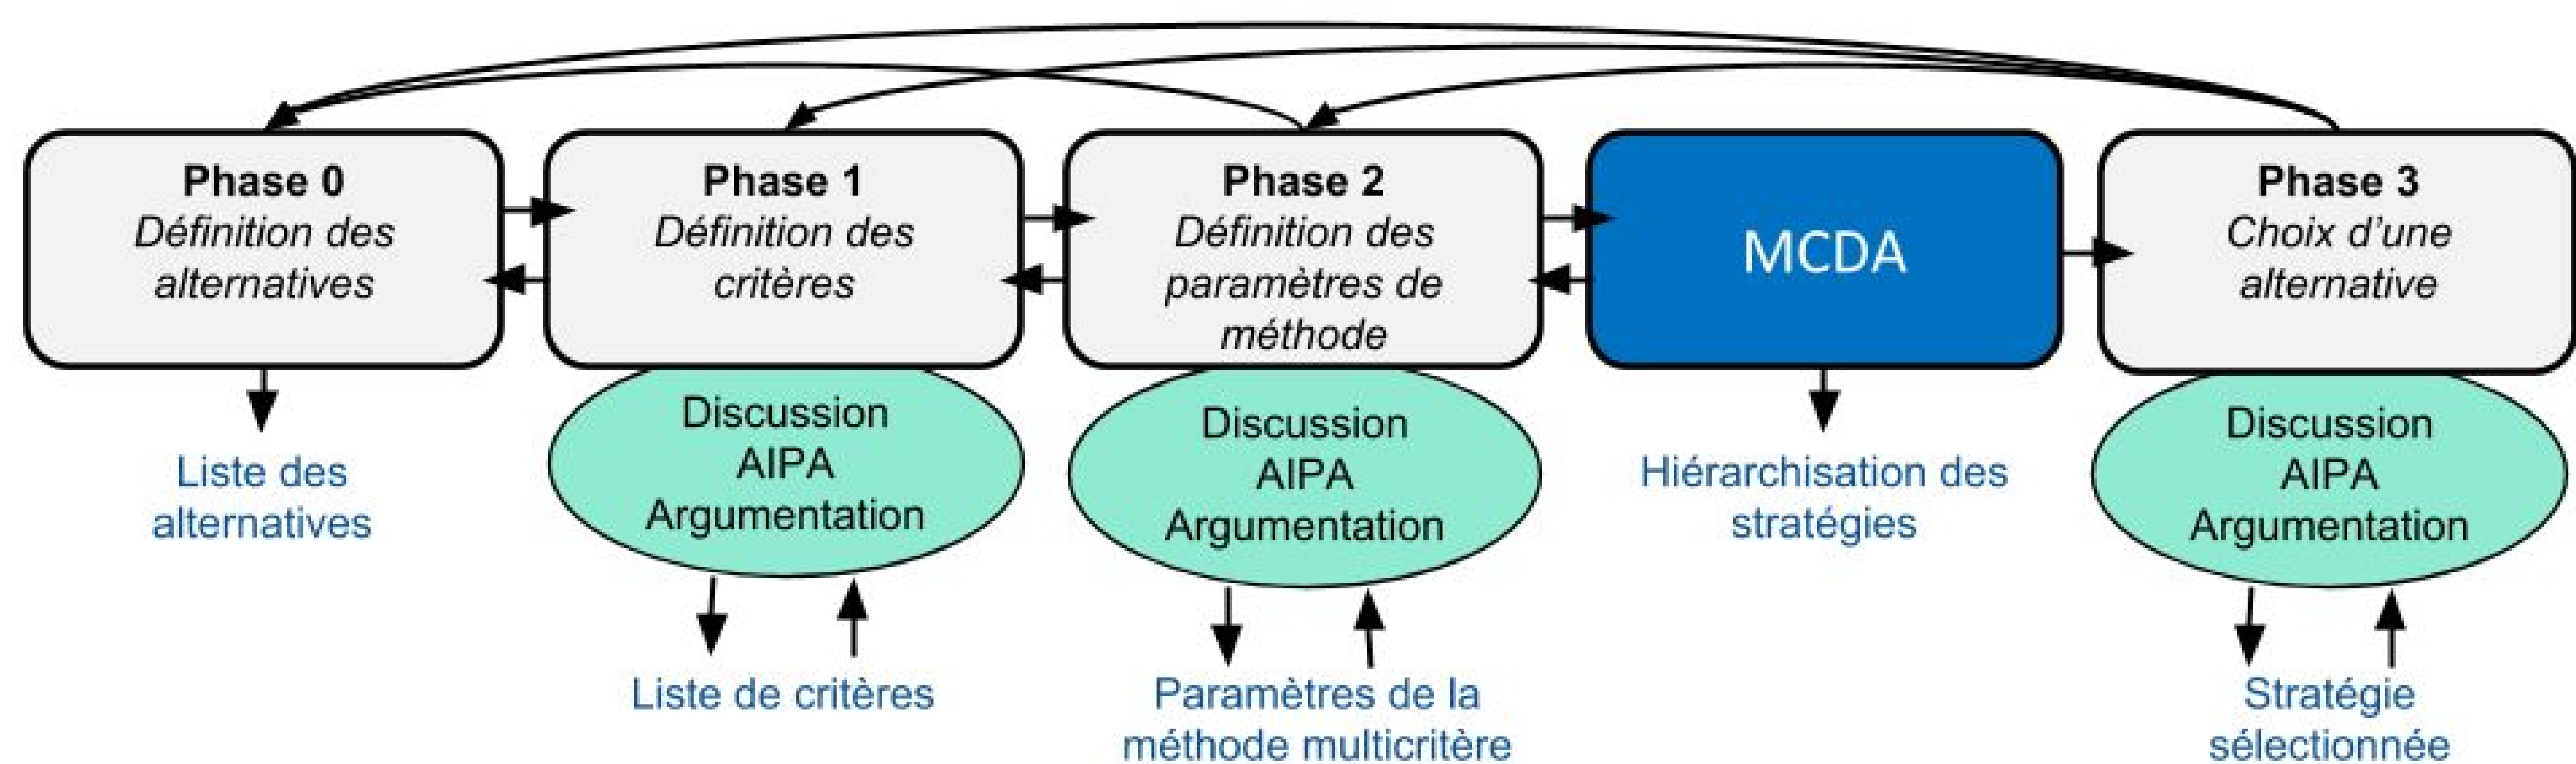 Phase 0
Définition des
alternatives
Phase 1
Définition des
critères
Phase 2
Définition des
paramètres de
méthode
MCDA
Phase 3
Choix d'une
alternative
Liste des
alternatives
Discussion
AIPA
Argumentation
Discussion
AIPA
Argumentation
Hiérarchisation des
stratégies
Discussion
AIPA
Argumentation
Liste de critères
Paramètres de la
méthode multicritère
Stratégie
sélectionnée